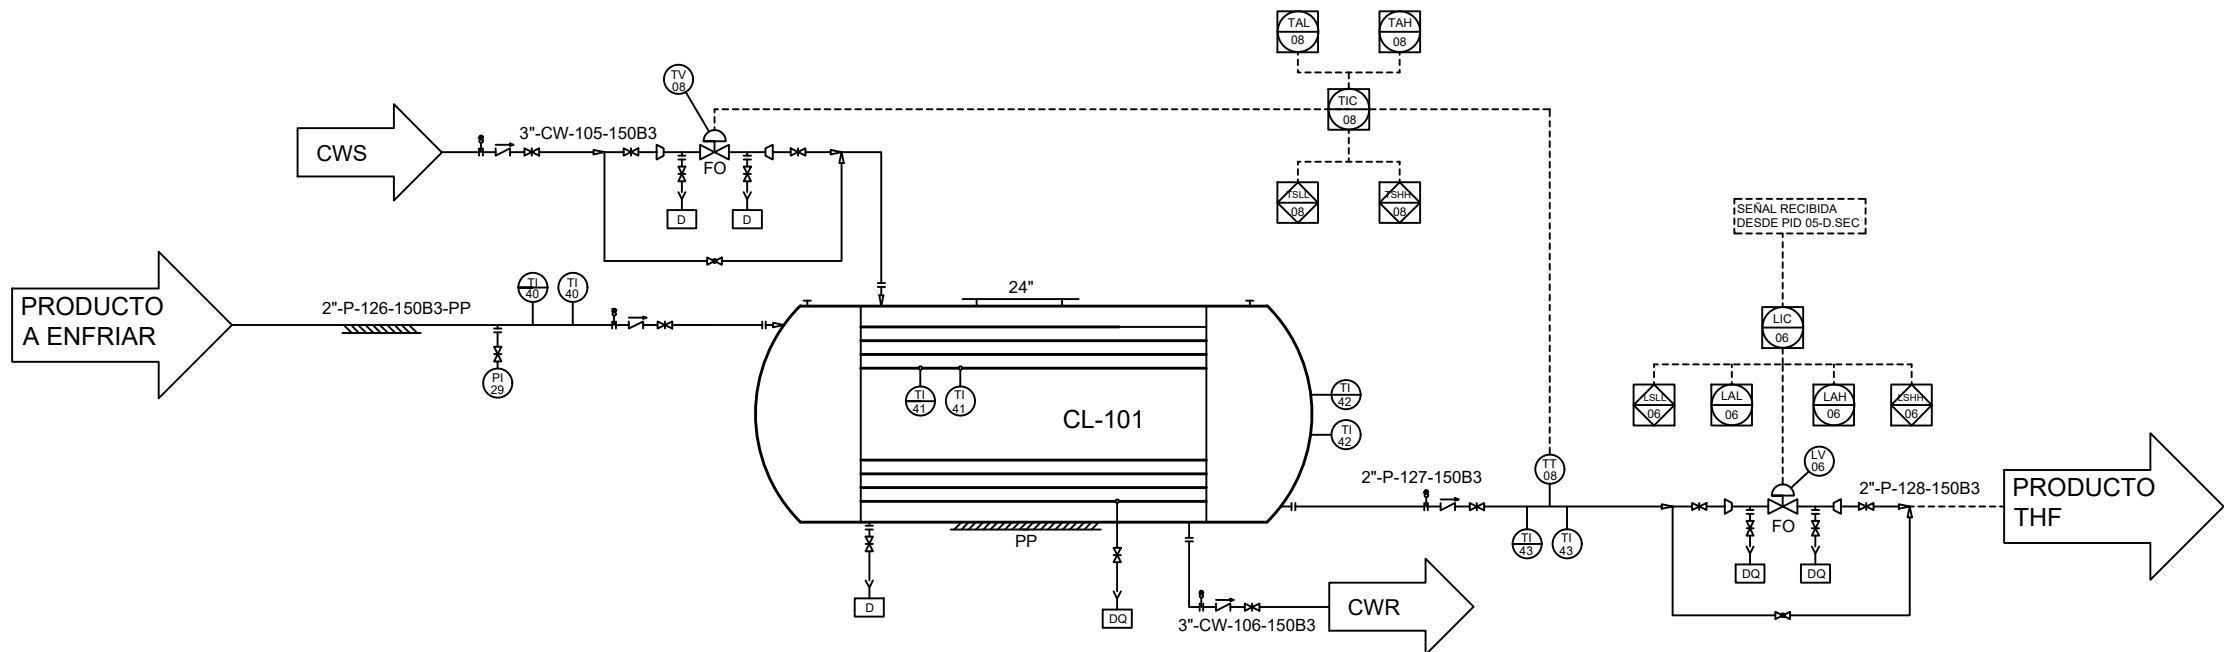 TAL
08
TAH
08
TV
08
TIC
08
CWS
3"-CW-105-150B3
FO
D
D
TSLL
08
TSHH
08
SEÑAL RECIBIDA
DESDE PID 05-D.SEC
PRODUCTO
A ENFRIAR
2"-P-126-150B3-PP
TI
40
TI
40
PI
29
24"
TI
41
TI
41
CL-101
TI
42
TI
42
LIC
06
LSLL
06
LAL
06
LAH
06
LSHH
06
2"-P-127-150B3
TT
08
TI
43
TI
43
LV
06
FO
2"-P-128-150B3
PRODUCTO
THF
DQ
DQ
PP
D
DQ
3"-CW-106-150B3
CWR